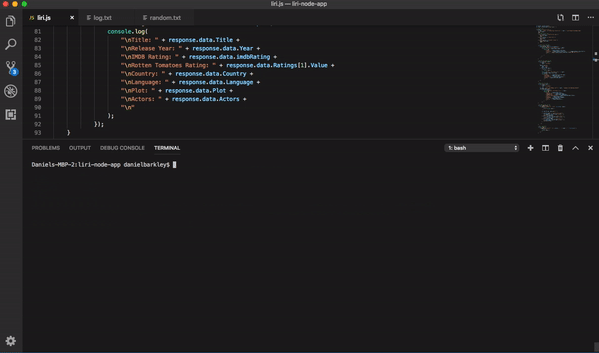 liri.js — liri-node-app
liri.js
log.txt
random.txt
81 console.log(
82 "\nTitle: " + response.data.Title +
83 "\nRelease Year: " + response.data.Year +
84 "\nIMDB Rating: " + response.data.imdbRating +
85 "\nRotten Tomatoes Rating: " + response.data.Ratings[1].Value +
86 "\nCountry: " + response.data.Country +
87 "\nLanguage: " + response.data.Language +
88 "\nPlot: " + response.data.Plot +
89 "\nActors: " + response.data.Actors +
90 "\n"
91 );
92 });
93 }
3
PROBLEMS OUTPUT DEBUG CONSOLE TERMINAL
1: bash
Daniels-MBP-2:liri-node-app danielbarkley$